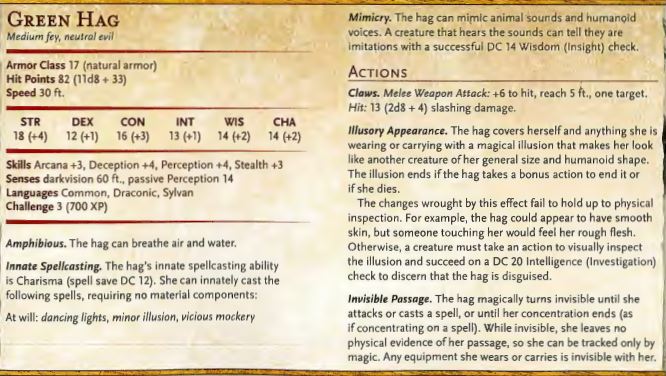 GREEN HAG
Medium fey, neutral evil
Armor Class 17 (natural armor)
Hit Points 82 (11d8 + 33)
Speed 30 ft.
STR DEX CON INT WIS CHA
18 (+4) 12 (+1) 16 (+3) 13 (+1) 14 (+2) 14 (+2)
Skills Arcana +3, Deception +4, Perception +4, Stealth +3
Senses darkvision 60 ft., passive Perception 14
Languages Common, Draconic, Sylvan
Challenge 3 (700 XP)
Amphibious. The hag can breathe air and water.
Innate Spellcasting. The hag's innate spellcasting ability
is Charisma (spell save DC 12). She can innately cast the
following spells, requiring no material components:
At will: dancing lights, minor illusion, vicious mockery
Mimicry. The hag can mimic animal sounds and humanoid
voices. A creature that hears the sounds can tell they are
imitations with a successful DC 14 Wisdom (Insight) check.
ACTIONS
Claws. Melee Weapon Attack: +6 to hit, reach 5 ft., one target.
Hit: 13 (2d8 + 4) slashing damage.
Illusory Appearance. The hag covers herself and anything she is
wearing or carrying with a magical illusion that makes her look
like another creature of her general size and humanoid shape.
The illusion ends if the hag takes a bonus action to end it or
if she dies.
The changes wrought by this effect fail to hold up to physical
inspection. For example, the hag could appear to have smooth
skin, but someone touching her would feel her rough flesh.
Otherwise, a creature must take an action to visually inspect
the illusion and succeed on a DC 20 Intelligence (Investigation)
check to discern that the hag is disguised.
Invisible Passage. The hag magically turns invisible until she
attacks or casts a spell, or until her concentration ends (as
if concentrating on a spell). While invisible, she leaves no
physical evidence of her passage, so she can be tracked only by
magic. Any equipment she wears or carries is invisible with her.